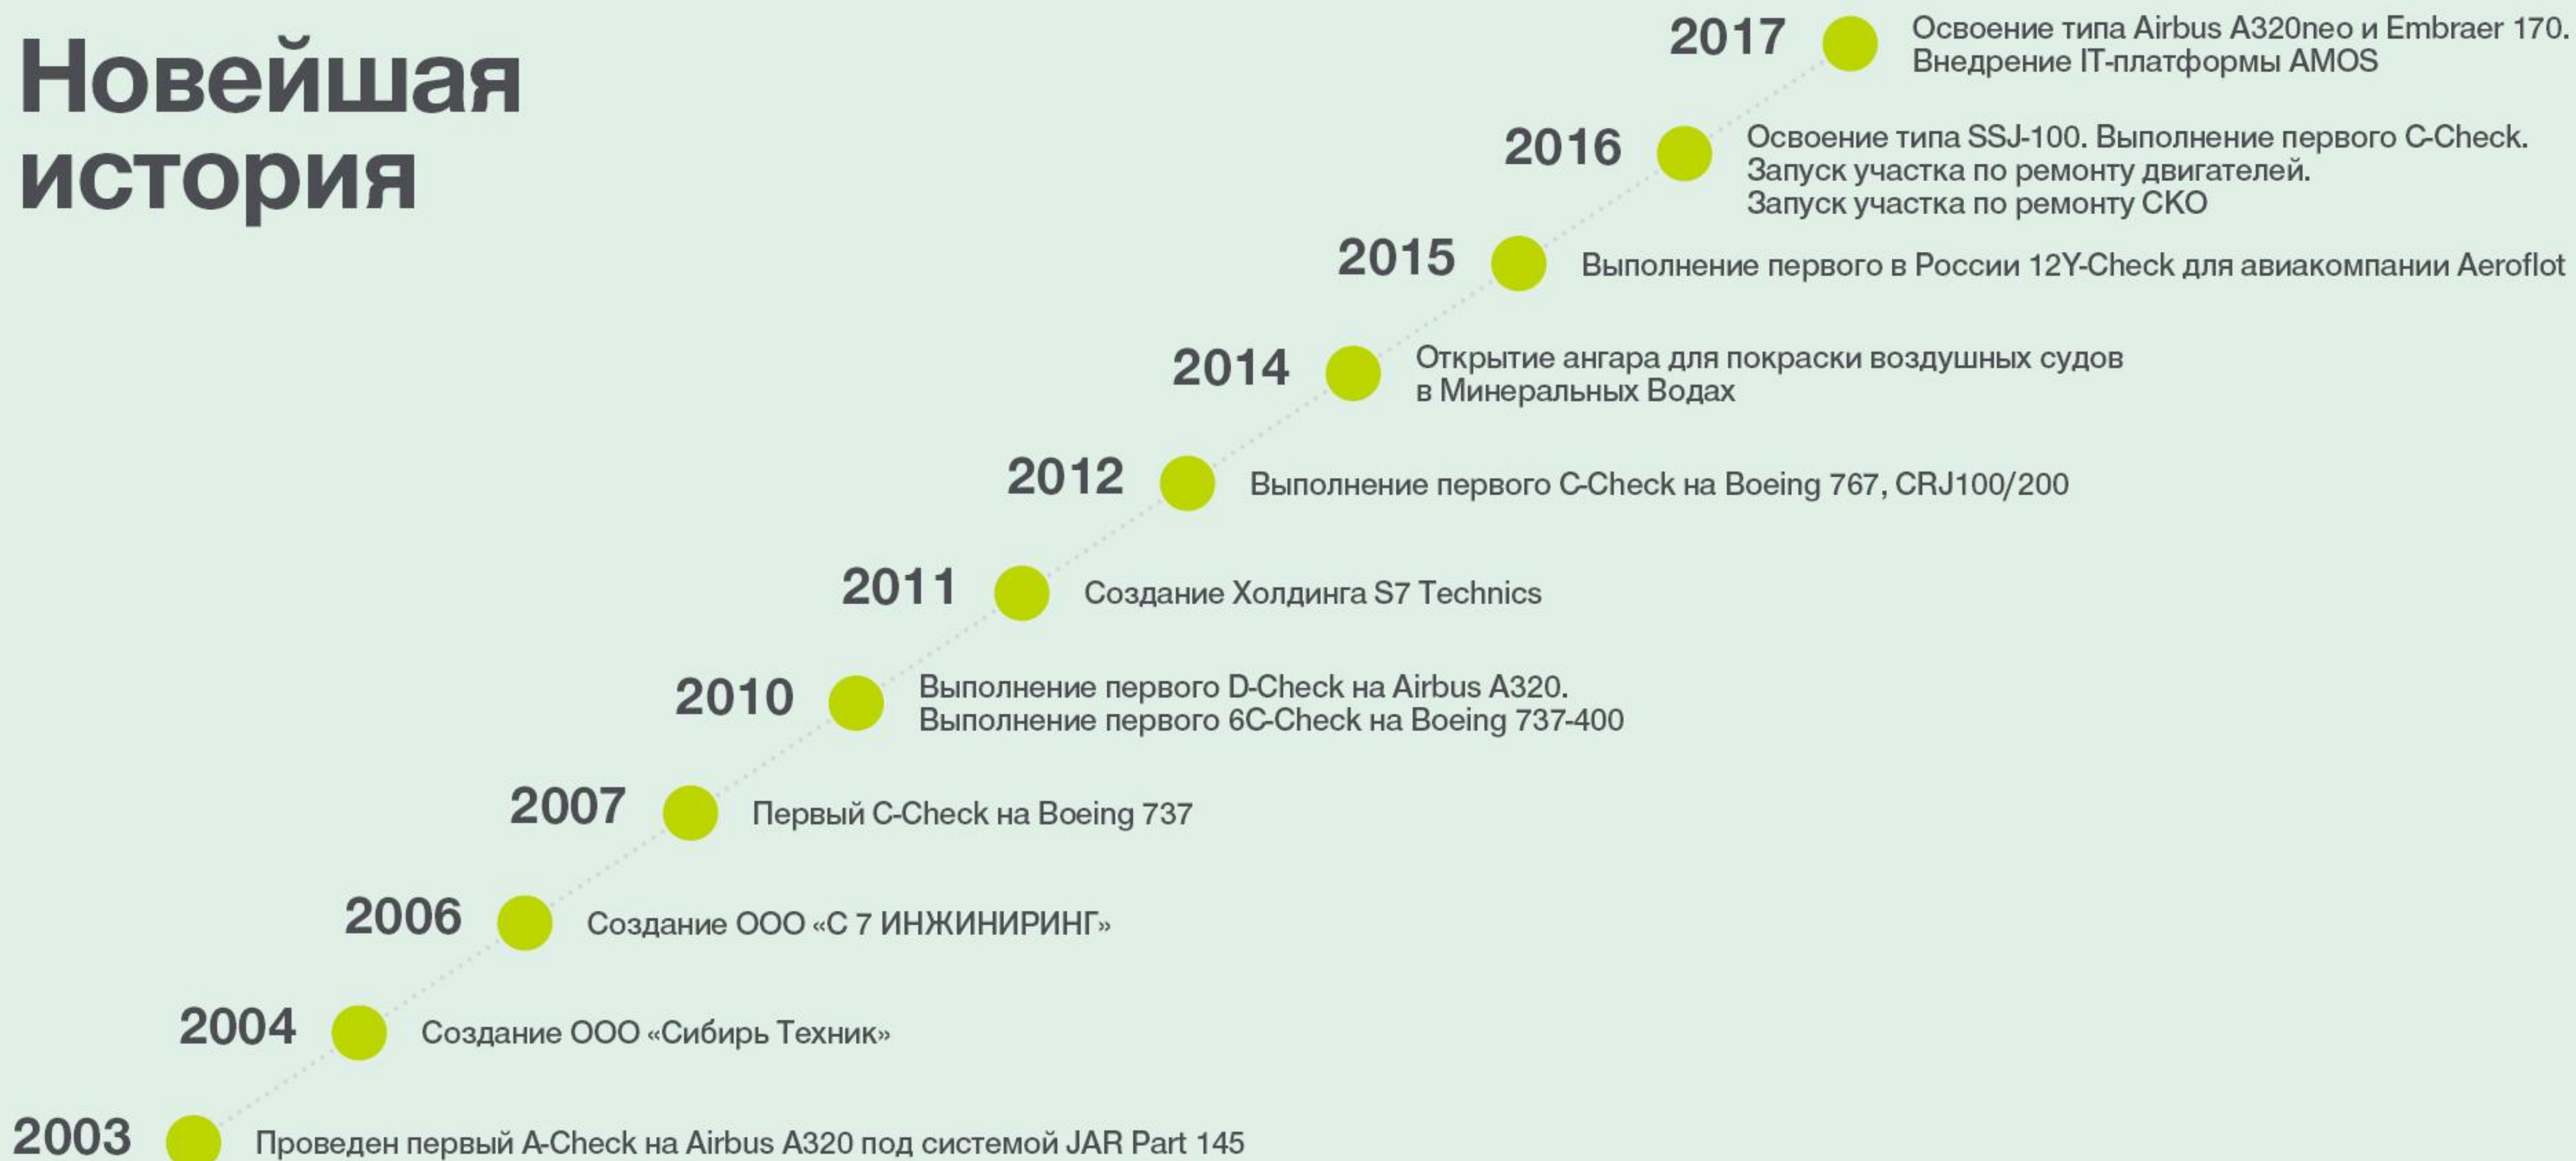 Новейшая
история
2017
Освоение типа Airbus A320neo и Embraer 170.
Внедрение IT-платформы AMOS
2016
Освоение типа SSJ-100. Выполнение первого C-Check.
Запуск участка по ремонту двигателей.
Запуск участка по ремонту СКО
2015
Выполнение первого в России 12Y-Check для авиакомпании Aeroflot
2014
Открытие ангара для покраски воздушных судов
в Минеральных Водах
2012
Выполнение первого C-Check на Boeing 767, CRJ100/200
2011
Создание Холдинга S7 Technics
2010
Выполнение первого D-Check на Airbus A320.
Выполнение первого 6C-Check на Boeing 737-400
2007
Первый C-Check на Boeing 737
2006
Создание ООО «С 7 ИНЖИНИРИНГ»
2004
Создание ООО «Сибирь Техник»
2003
Проведен первый A-Check на Airbus A320 под системой JAR Part 145